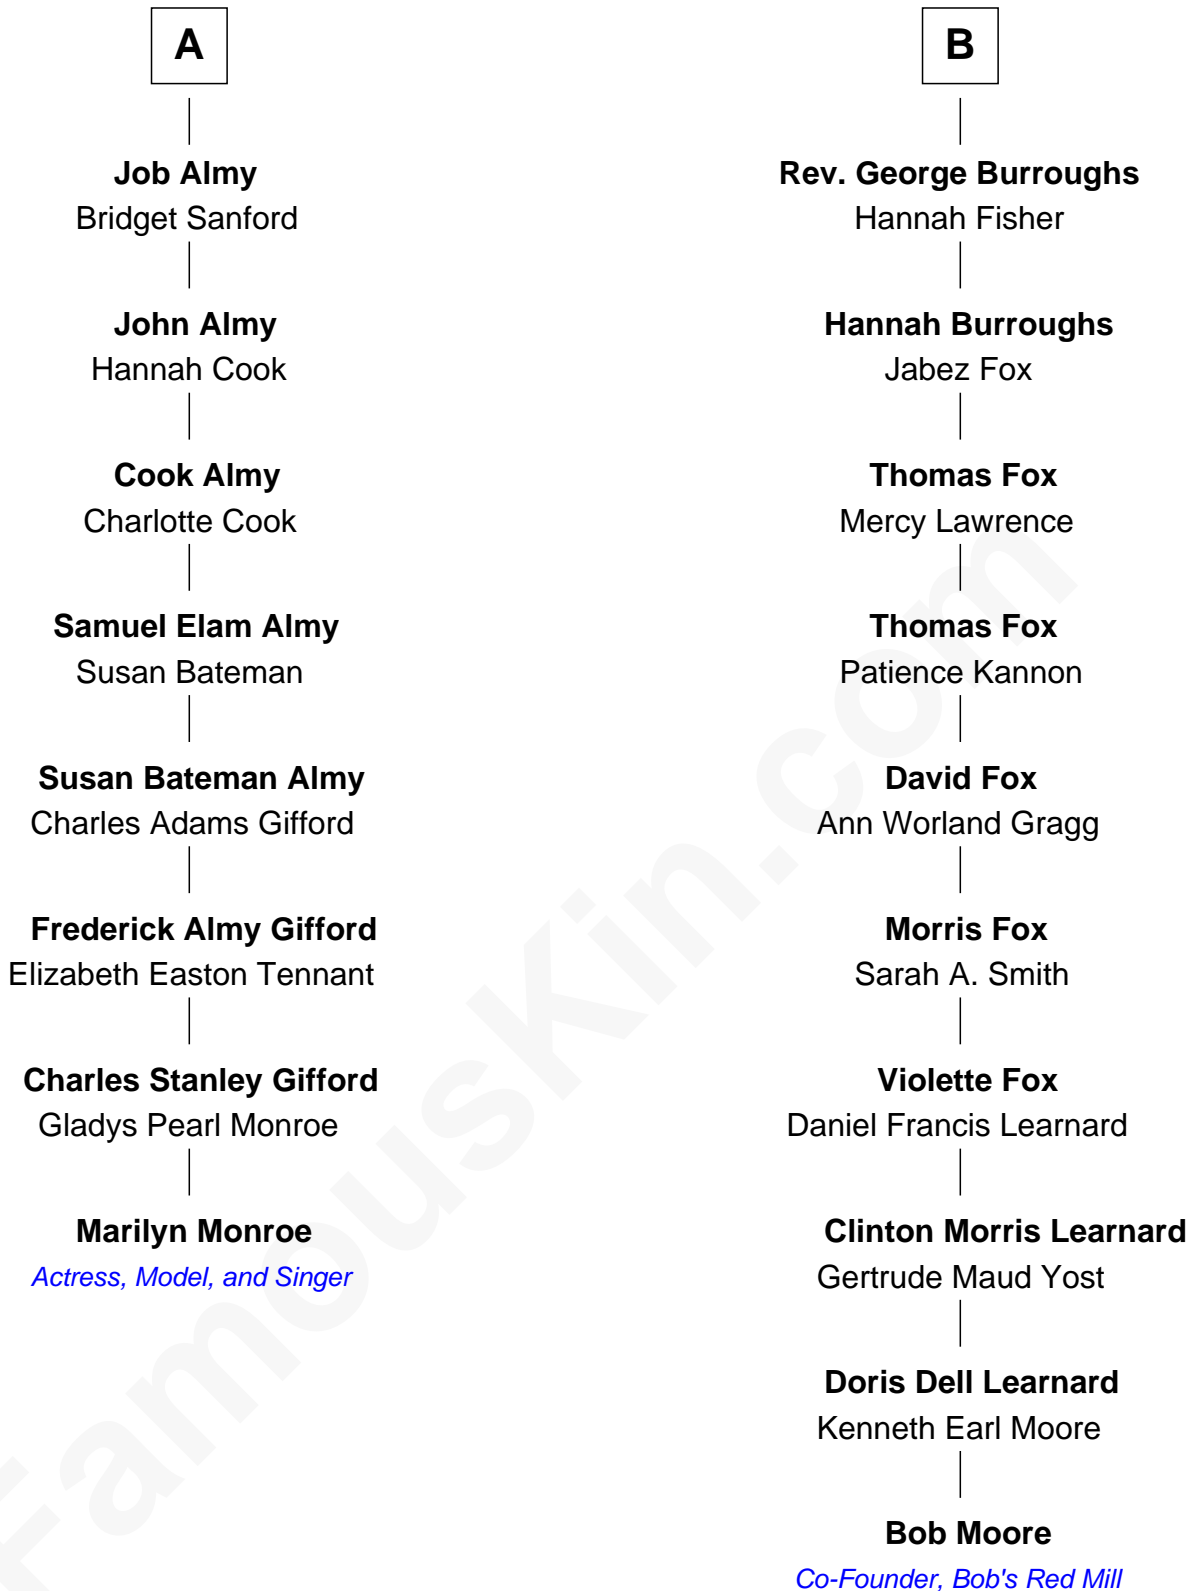 A
Job Almy
Bridget Sanford
John Almy
Hannah Cook
Cook Almy
Charlotte Cook
Samuel Elam Almy
Susan Bateman
Susan Bateman Almy
Charles Adams Gifford
Frederick Almy Gifford
Elizabeth Easton Tennant
Charles Stanley Gifford
Gladys Pearl Monroe
Marilyn Monroe
Actress, Model, and Singer
B
Rev. George Burroughs
Hannah Fisher
Hannah Burroughs
Jabez Fox
Thomas Fox
Mercy Lawrence
Thomas Fox
Patience Kannon
David Fox
Ann Worland Gragg
Morris Fox
Sarah A. Smith
Violette Fox
Daniel Francis Learnard
Clinton Morris Learnard
Gertrude Maud Yost
Doris Dell Learnard
Kenneth Earl Moore
Bob Moore
Co-Founder, Bob's Red Mill
FamousKin.com